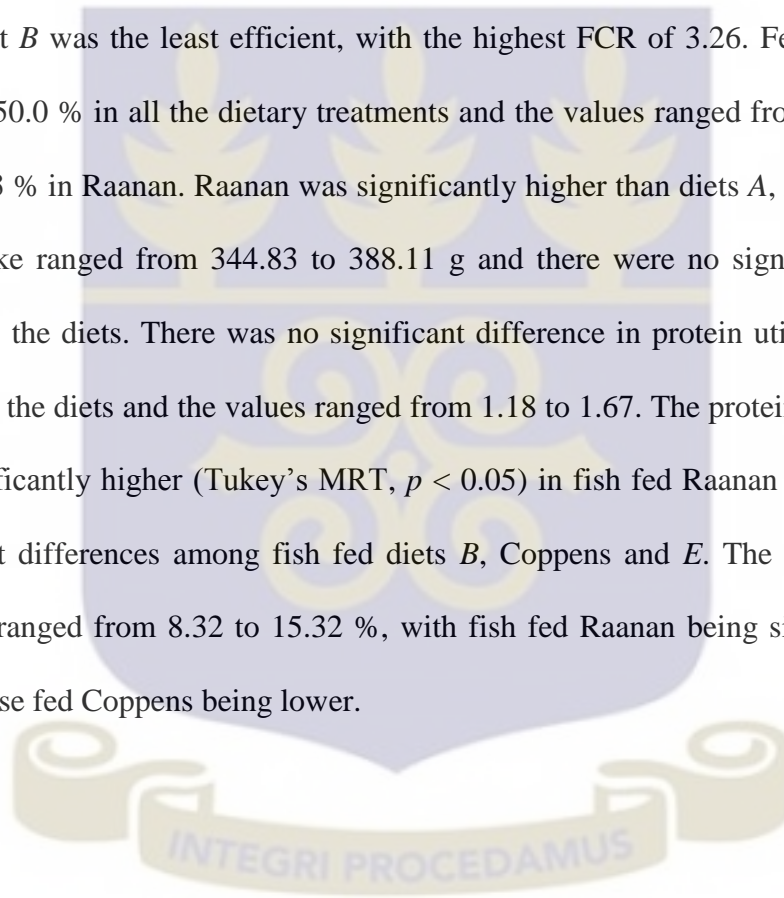 t B was the least efficient, with the highest FCR of 3.26. Fe
50.0 % in all the dietary treatments and the values ranged fro
% in Raanan. Raanan was significantly higher than diets A,
ke ranged from 344.83 to 388.11 g and there were no sign
the diets. There was no significant difference in protein uti
the diets and the values ranged from 1.18 to 1.67. The protei
ficantly higher (Tukey's MRT, p < 0.05) in fish fed Raanan
t differences among fish fed diets B, Coppens and E. The
ranged from 8.32 to 15.32 %, with fish fed Raanan being si
se fed Coppens being lower.
INTEGRI PROCEDAMUS